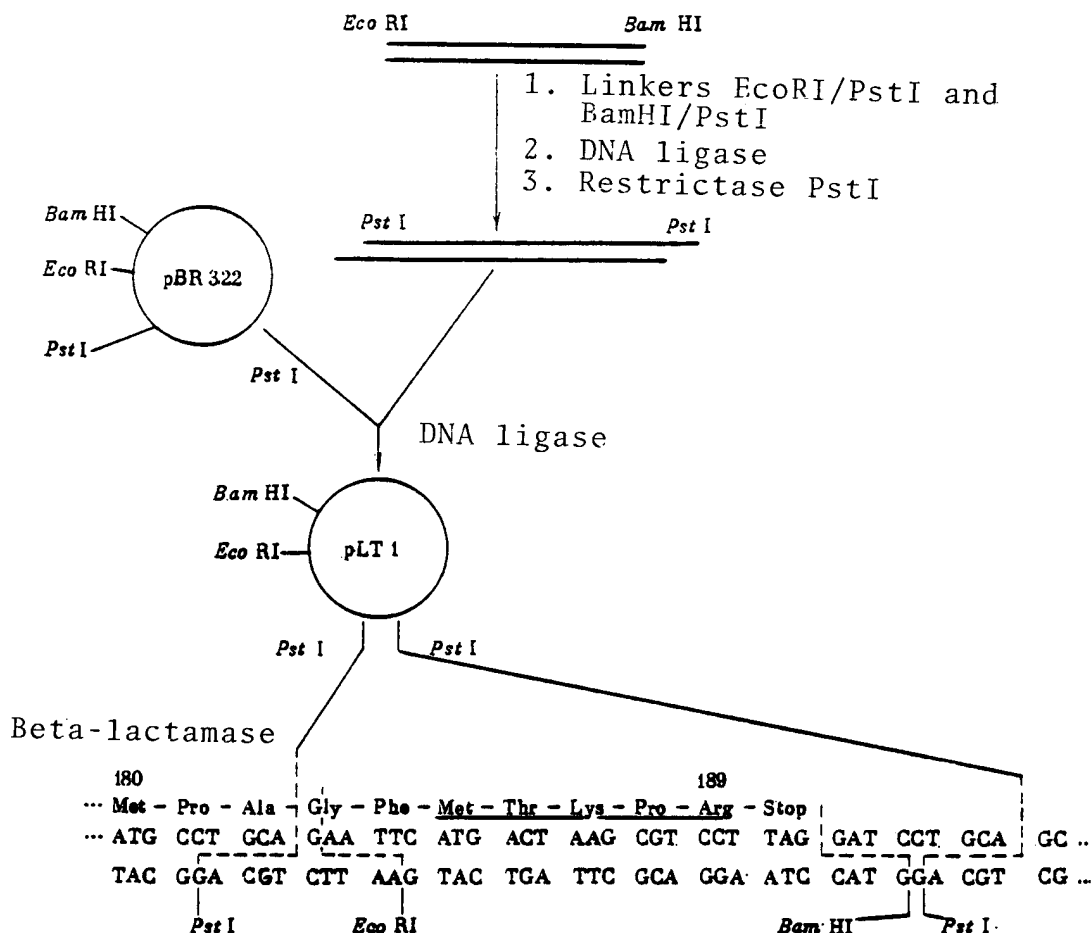 Eco RI Bam HI
1. Linkers EcoRI/PstI and
BamHI/PstI
2. DNA ligase
3. Restrictase PstI
Pst I Pst I
Bam HI
Eco RI
pBR 322
Pst I
Pst I
DNA ligase
Bam HI
Eco RI
pLT 1
Pst I Pst I
Beta-lactamase
180 189
... Met - Pro - Ala - Gly - Phe - Met - Thr - Lys - Pro - Arg - Stop
... ATG CCT GCA GAA TTC ATG ACT AAG CGT CCT TAG GAT CCT GCA GC ...
TAC GGA CGT CTT AAG TAC TGA TTC GCA GGA ATC CAT GGA CGT CG ...
Pst I Eco RI Bam HI Pst I